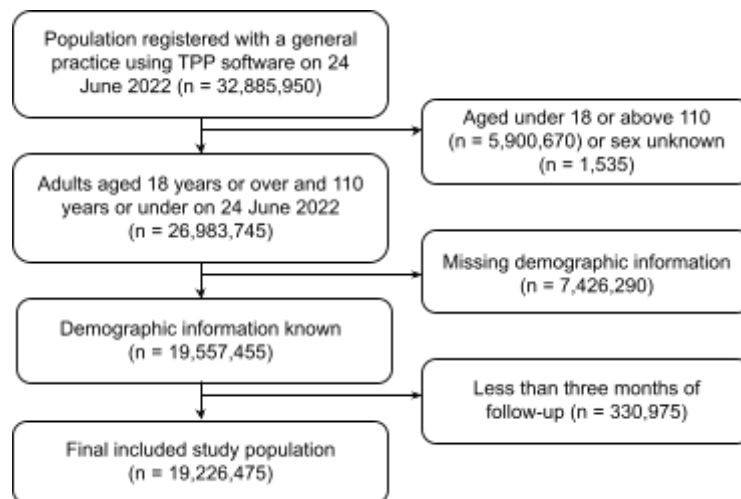 Population registered with a general
practice using TPP software on 24
June 2022 (n = 32,885,950)
Aged under 18 or above 110
(n = 5,900,670) or sex unknown
(n = 1,535)
Adults aged 18 years or over and 110
years or under on 24 June 2022
(n = 26,983,745)
Missing demographic information
(n = 7,426,290)
Demographic information known
(n = 19,557,455)
Less than three months of
follow-up (n = 330,975)
Final included study population
(n = 19,226,475)